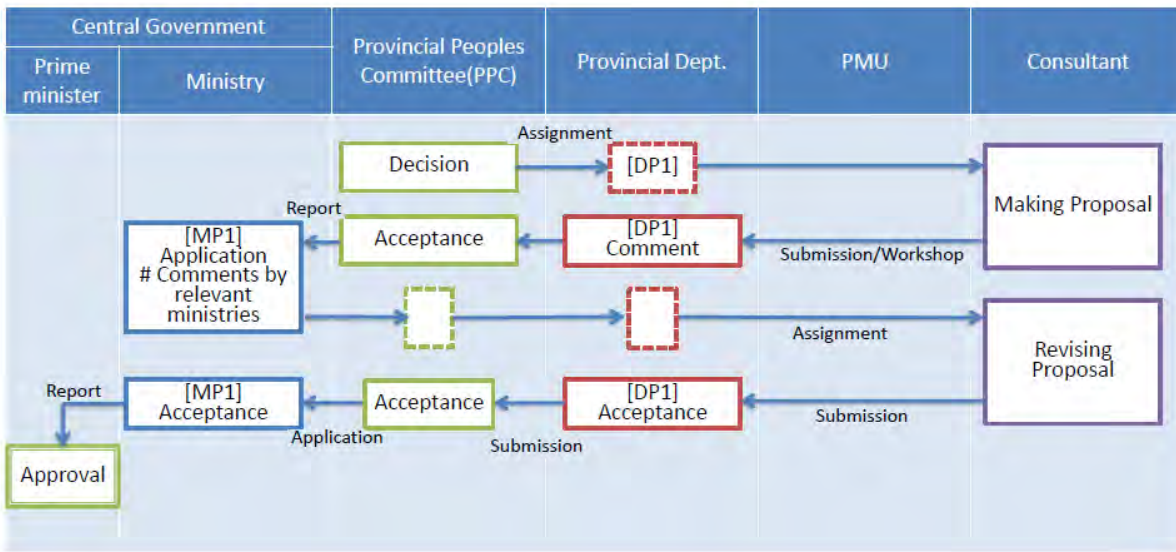 Central Government
Prime
minister
Ministry
Provincial Peoples
Committee(PPC)
Provincial Dept.
PMU
Consultant
Decision
Assignment
[DP1]
Making Proposal
Report
[MP1]
Application
# Comments by
relevant
ministries
Acceptance
[DP1]
Comment
Submission/Workshop
Assignment
Revising
Proposal
Report
[MP1]
Acceptance
Application
Acceptance
Submission
[DP1]
Acceptance
Submission
Approval